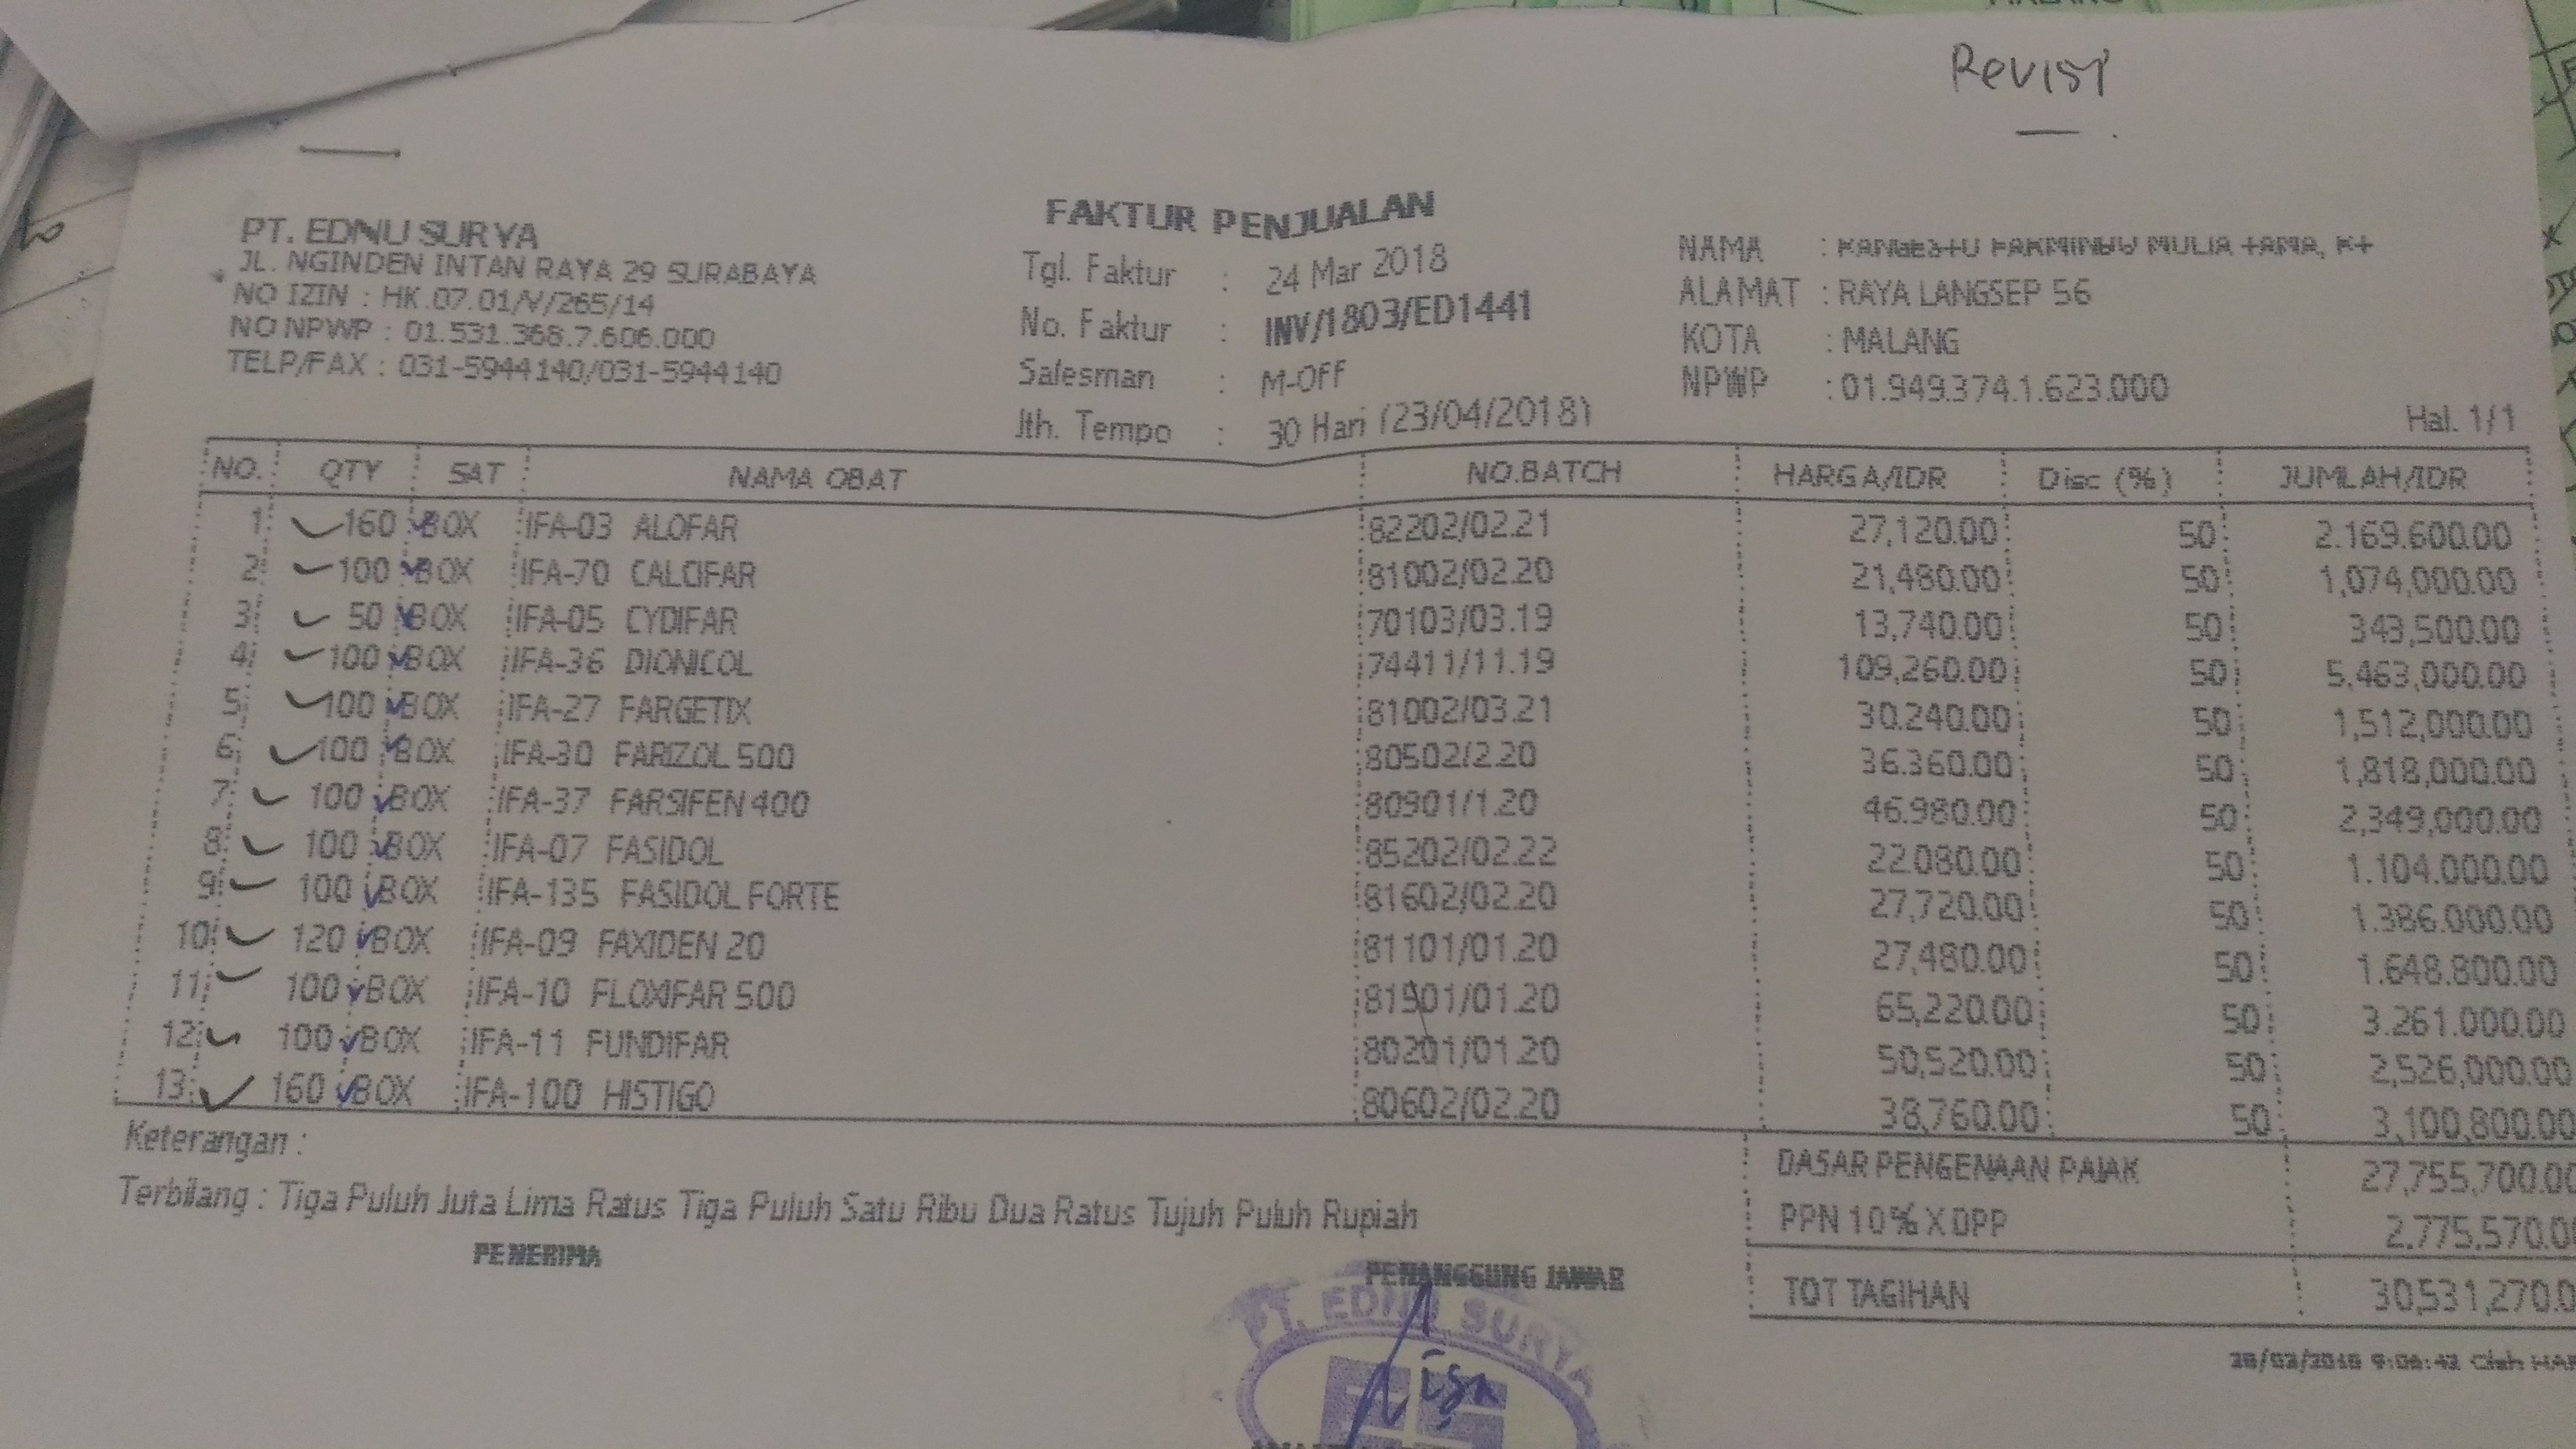 Revisi
FAKTUR PENJUALAN
PT. EDNU SURYA
JL. NGINDEN INTAN RAYA 29 SURABAYA
NO IZIN : HK.07.01/V/265/14
NO NPWP : 01.531.368.7.606.000
TELP/FAX : 031-5944140/031-5944140
Tgl. Faktur : 24 Mar 2018
No. Faktur : INV/1803/ED1441
Salesman : M-OFF
Jth. Tempo : 30 Hari (23/04/2018)
NAMA : MULIA
ALAMAT : RAYA LANGSEP 56
KOTA : MALANG
NPWP : 01.949.374.1.623.000
Hal. 1/1
NO. QTY SAT NAMA OBAT NO.BATCH HARGA/IDR Disc (%) JUMLAH/IDR
1 160 BOX IFA-03 ALOFAR 82202/02.21 27,120.00 50 2.169.600.00
2 100 BOX IFA-70 CALCIFAR 81002/02.20 21,480.00 50 1,074,000.00
3 50 BOX IFA-05 CYDIFAR 70103/03.19 13,740.00 50 343,500.00
4 100 BOX IFA-36 DIONICOL 74411/11.19 109,260.00 50 5,463,000.00
5 100 BOX IFA-27 FARGETIX 81002/03.21 30.240.00 50 1,512,000.00
6 100 BOX IFA-30 FARIZOL 500 80502/2.20 36.360.00 50 1,818,000.00
7 100 BOX IFA-37 FARSIFEN 400 80901/1.20 46.980.00 50 2,349,000.00
8 100 BOX IFA-07 FASIDOL 85202/02.22 22.080.00 50 1.104.000.00
9 100 BOX IFA-135 FASIDOL FORTE 81602/02.20 27,720.00 50 1.386.000.00
10 120 BOX IFA-09 FAXIDEN 20 81101/01.20 27,480.00 50 1.648.800.00
11 100 BOX IFA-10 FLOXIFAR 500 81901/01.20 65,220.00 50 3.261.000.00
12 100 BOX IFA-11 FUNDIFAR 80201/01.20 50,520.00 50 2,526,000.00
13 160 BOX IFA-100 HISTIGO 80602/02.20 38,760.00 50 3,100,800.00
Keterangan :
DASAR PENGENAAN PAJAK 27,755,700.00
Terbilang : Tiga Puluh Juta Lima Ratus Tiga Puluh Satu Ribu Dua Ratus Tujuh Puluh Rupiah
PPN 10% X DPP 2.775,570.0
TOT TAGIHAN 30,531,270.0
PENERIMA
PENANGGUNG JAWAB
PT. EDNU SURYA